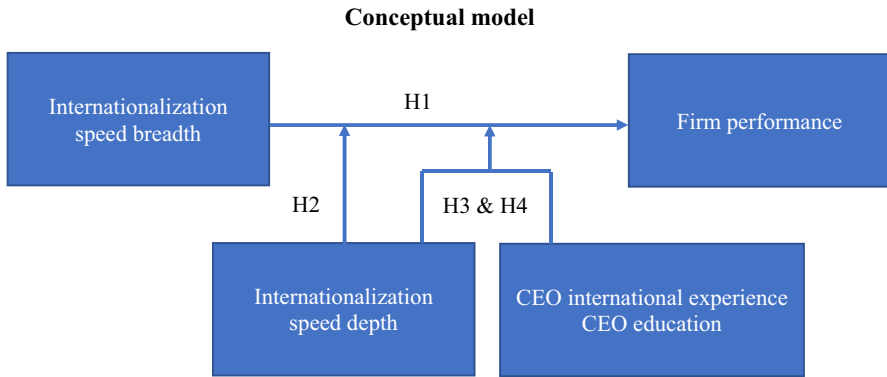 Conceptual model
Internationalization
speed breadth
H1
Firm performance
H2
H3 & H4
Internationalization
speed depth
CEO international experience
CEO education